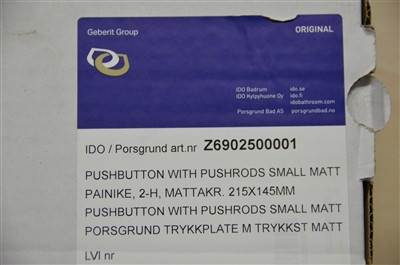 Geberit Group
ORIGINAL
IDO Badrum ido.se
IDO Kylpyhuone Oy ido.fi
idobathroom.com
Porsgrund Bad AS porsgrundbad.no
IDO / Porsgrund art.nr Z6902500001
PUSHBUTTON WITH PUSHRODS SMALL MATT
PAINIKE, 2-H, MATTAKR. 215X145MM
PUSHBUTTON WITH PUSHRODS SMALL MATT
PORSGRUND TRYKKPLATE M TRYKKST MATT
LVI nr